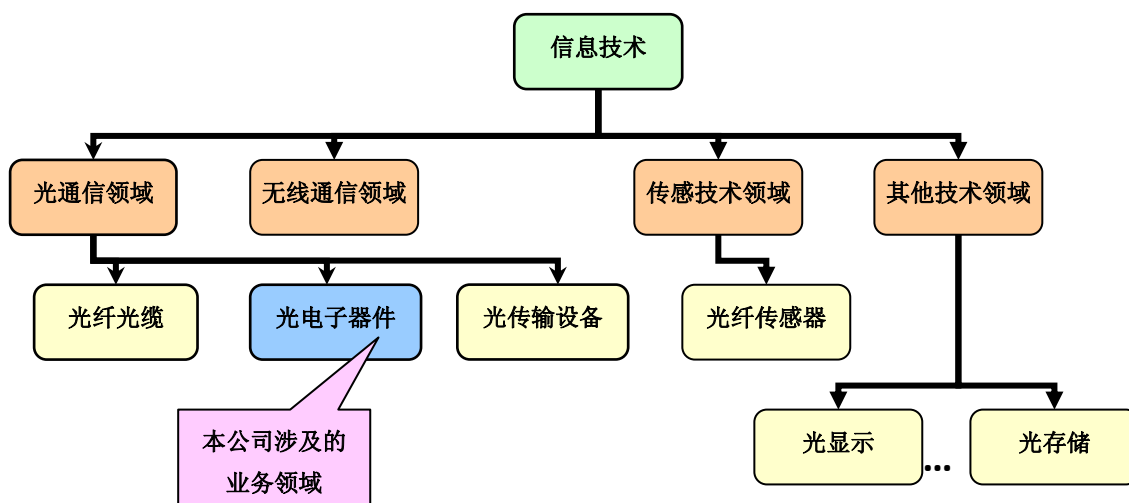 信息技术
光通信领域
无线通信领域
传感技术领域
其他技术领域
光纤光缆
光电子器件
光传输设备
光纤传感器
本公司涉及的
业务领域
光显示
...
光存储